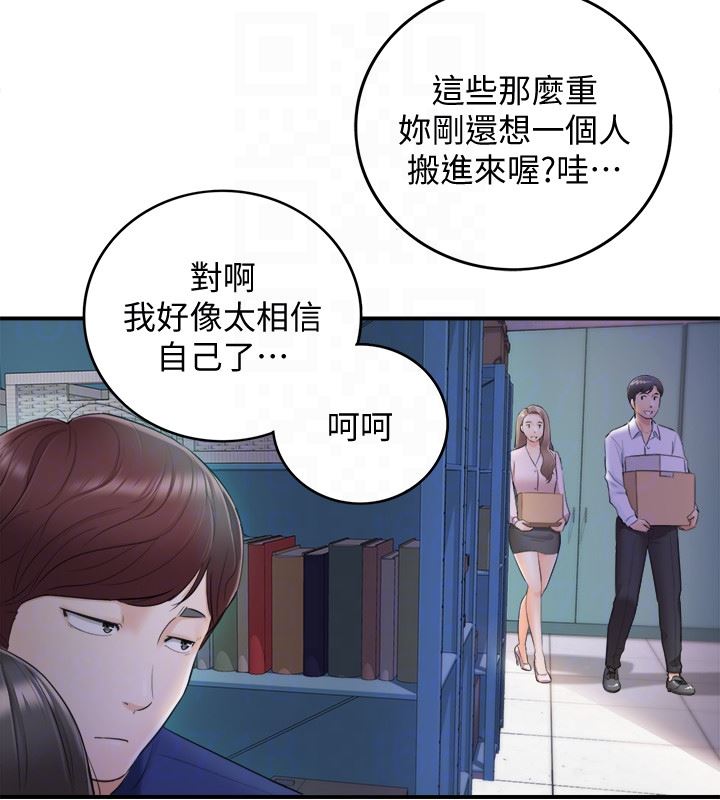 這些那麼重
妳剛還想一個人
搬進來喔?哇…
對啊
我好像太相信
自己了…
呵呵